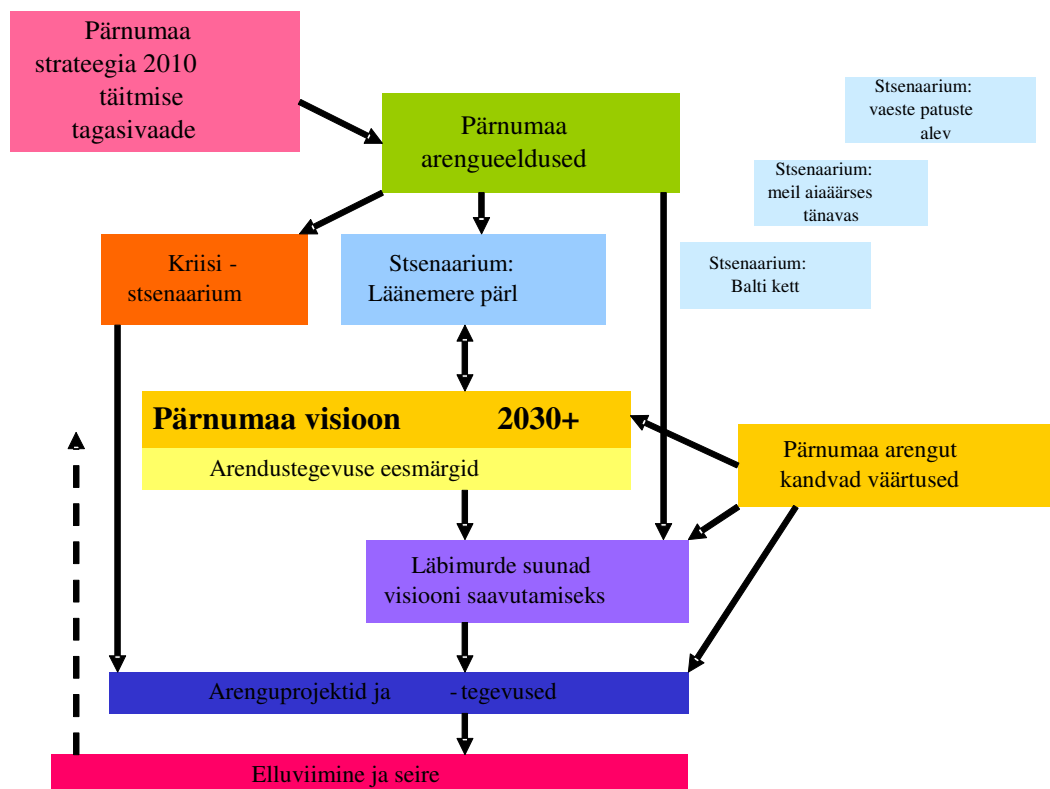 Pärnumaa
strateegia 2010
täitmise
tagasivaade
Pärnumaa
arengueeldused
Stsenaarium:
vaeste patuste
alev
Stsenaarium:
meil aiaäärses
tänavas
Stsenaarium:
Balti kett
Kriisi -
stsenaarium
Stsenaarium:
Läänemere pärl
Pärnumaa visioon 2030+
Arendustegevuse eesmärgid
Pärnumaa arengut
kandvad väärtused
Läbimurde suunad
visiooni saavutamiseks
Arenguprojektid ja - tegevused
Elluviimine ja seire